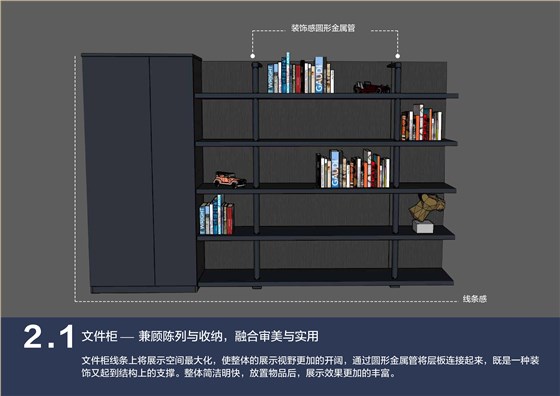 装饰感圆形金属管
线条感
2.1 文件柜 — 兼顾陈列与收纳，融合审美与实用
文件柜线条上将展示空间最大化，使整体的展示视野更加的开阔，通过圆形金属管将层板连接起来，既是一种装
饰又起到结构上的支撑。整体简洁明快，放置物品后，展示效果更加的丰富。